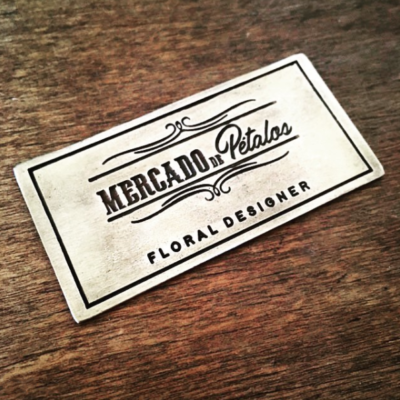 MERCADO DE Pétalos
FLORAL DESIGNER